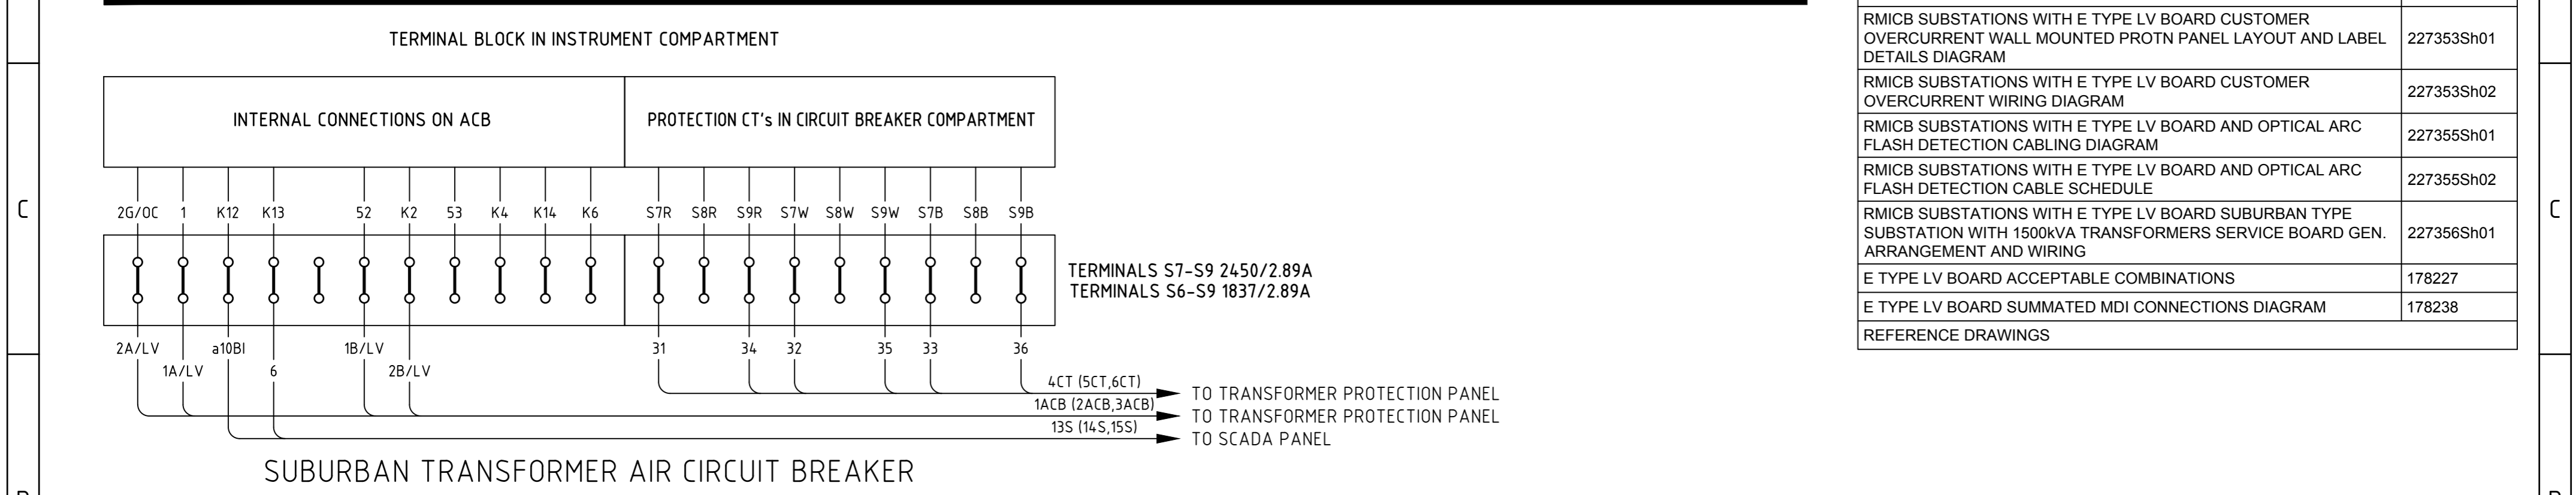 TERMINAL BLOCK IN INSTRUMENT COMPARTMENT
INTERNAL CONNECTIONS ON ACB
PROTECTION CT's IN CIRCUIT BREAKER COMPARTMENT
2G/OC 1 K12 K13 52 K2 53 K4 K14 K6 S7R S8R S9R S7W S8W S9W S7B S8B S9B
TERMINALS S7-S9 2450/2.89A
TERMINALS S6-S9 1837/2.89A
2A/LV a10BI 1B/LV 31 34 32 35 33 36
1A/LV 6 2B/LV
4CT (5CT,6CT)
TO TRANSFORMER PROTECTION PANEL
1ACB (2ACB,3ACB)
TO TRANSFORMER PROTECTION PANEL
13S (14S,15S)
TO SCADA PANEL
SUBURBAN TRANSFORMER AIR CIRCUIT BREAKER
C
RMICB SUBSTATIONS WITH E TYPE LV BOARD CUSTOMER
OVERCURRENT WALL MOUNTED PROTN PANEL LAYOUT AND LABEL
DETAILS DIAGRAM
227353Sh01
RMICB SUBSTATIONS WITH E TYPE LV BOARD CUSTOMER
OVERCURRENT WIRING DIAGRAM
227353Sh02
RMICB SUBSTATIONS WITH E TYPE LV BOARD AND OPTICAL ARC
FLASH DETECTION CABLING DIAGRAM
227355Sh01
RMICB SUBSTATIONS WITH E TYPE LV BOARD AND OPTICAL ARC
FLASH DETECTION CABLE SCHEDULE
227355Sh02
RMICB SUBSTATIONS WITH E TYPE LV BOARD SUBURBAN TYPE
SUBSTATION WITH 1500kVA TRANSFORMERS SERVICE BOARD GEN.
ARRANGEMENT AND WIRING
227356Sh01
E TYPE LV BOARD ACCEPTABLE COMBINATIONS
178227
E TYPE LV BOARD SUMMATED MDI CONNECTIONS DIAGRAM
178238
REFERENCE DRAWINGS
C